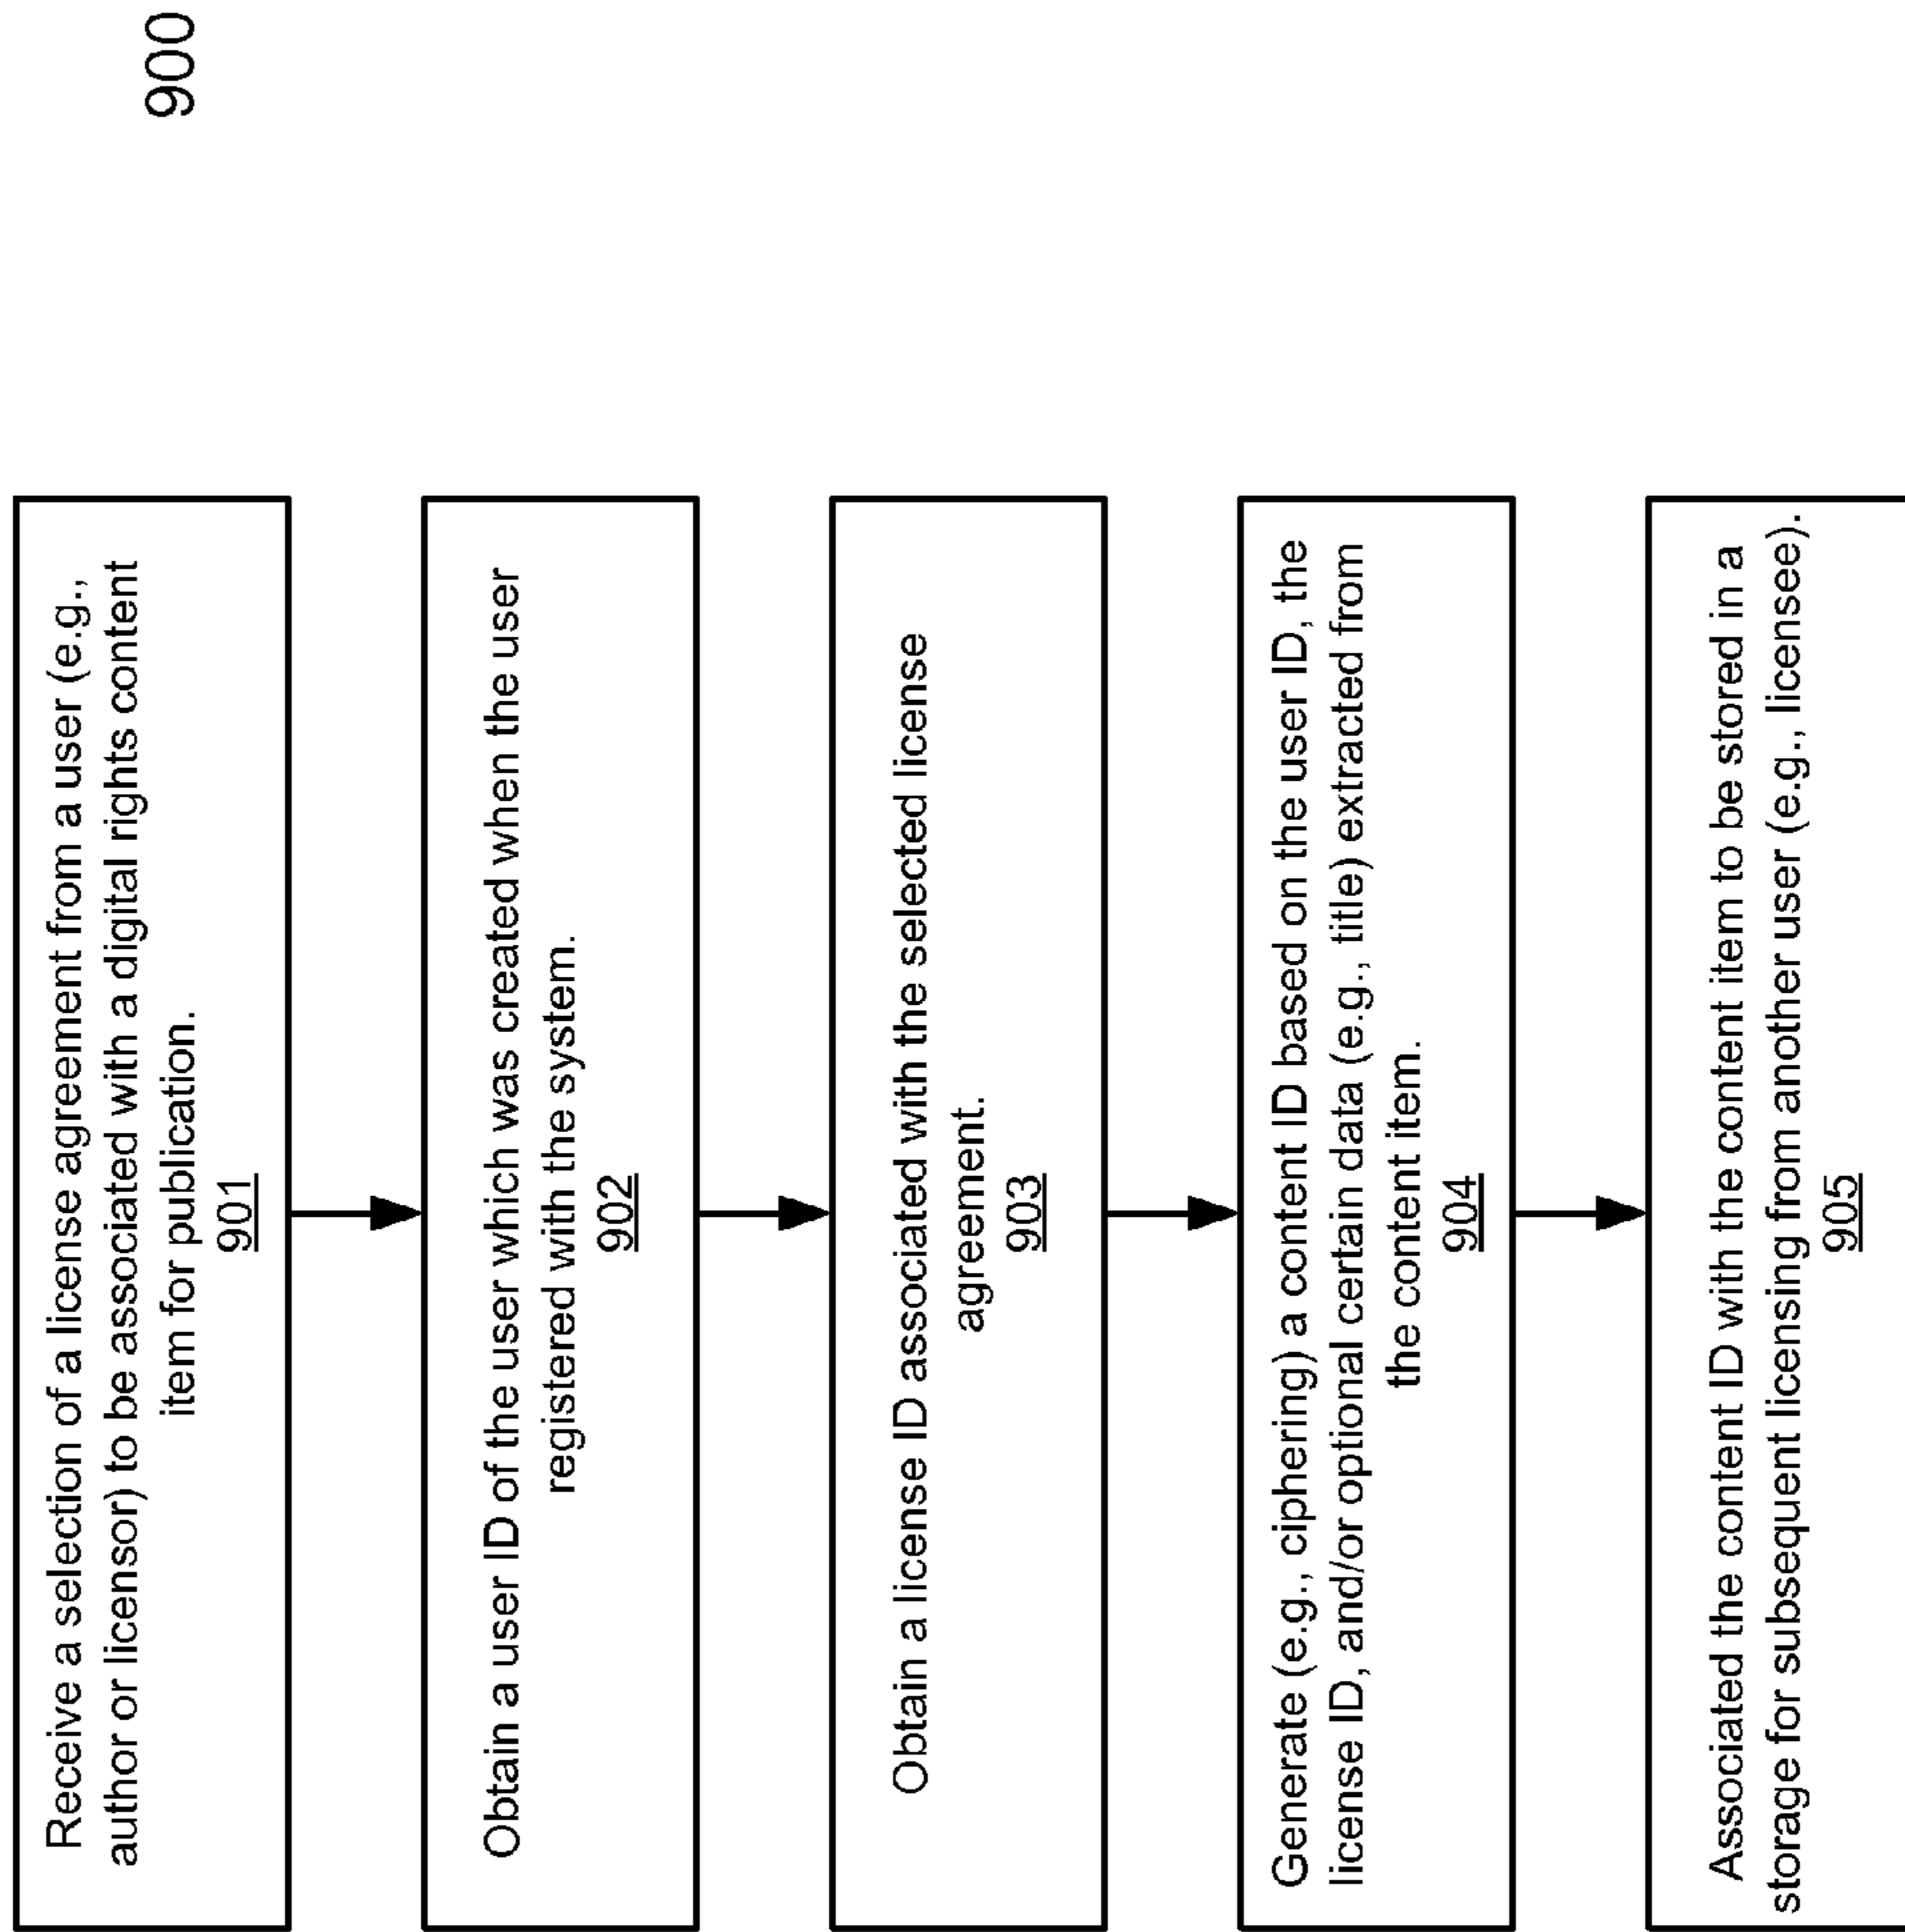 900
Receive a selection of a license agreement from a user (e.g.,
author or licensor) to be associated with a digital rights content
item for publication.
901
Obtain a user ID of the user which was created when the user
registered with the system.
902
Obtain a license ID associated with the selected license
agreement.
903
Generate (e.g., ciphering) a content ID based on the user ID, the
license ID, and/or optional certain data (e.g., title) extracted from
the content item.
904
Associated the content ID with the content item to be stored in a
storage for subsequent licensing from another user (e.g., licensee).
905